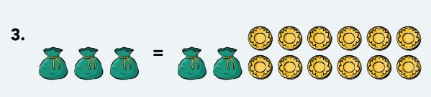 3.
=